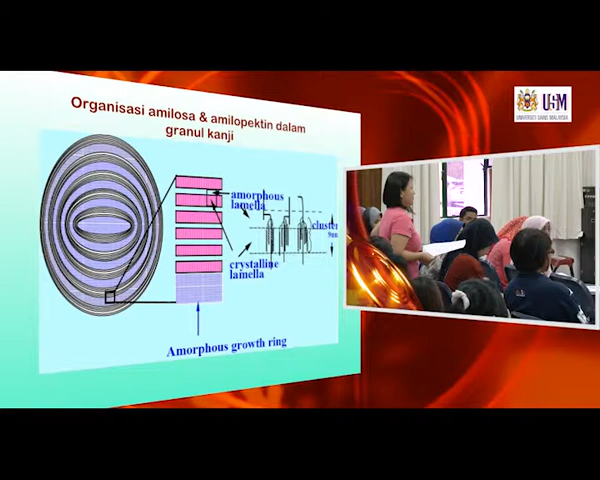 Organisasi amilosa & amilopektin dalam
granul kanji
USM
UNIVERSITI SAINS MALAYSIA
amorphous
lamella
cluster
9nm
crystalline
lamella
Amorphous growth ring